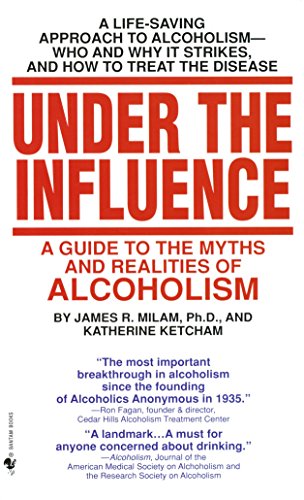 A LIFE-SAVING
APPROACH TO ALCOHOLISM—
WHO AND WHY IT STRIKES,
AND HOW TO TREAT THE DISEASE
UNDER THE
INFLUENCE
A GUIDE TO THE MYTHS
AND REALITIES OF
ALCOHOLISM
BY JAMES R. MILAM, Ph.D., AND
KATHERINE KETCHAM
"The most important
breakthrough in alcoholism
since the founding
of Alcoholics Anonymous in 1935."
—Ron Fagan, founder & director,
Cedar Hills Alcoholism Treatment Center
"A landmark...A must for
anyone concerned about drinking."
—Alcoholism, Journal of the
American Medical Society on Alcholoism and
the Research Society on Alcoholism
BANTAM BOOKS